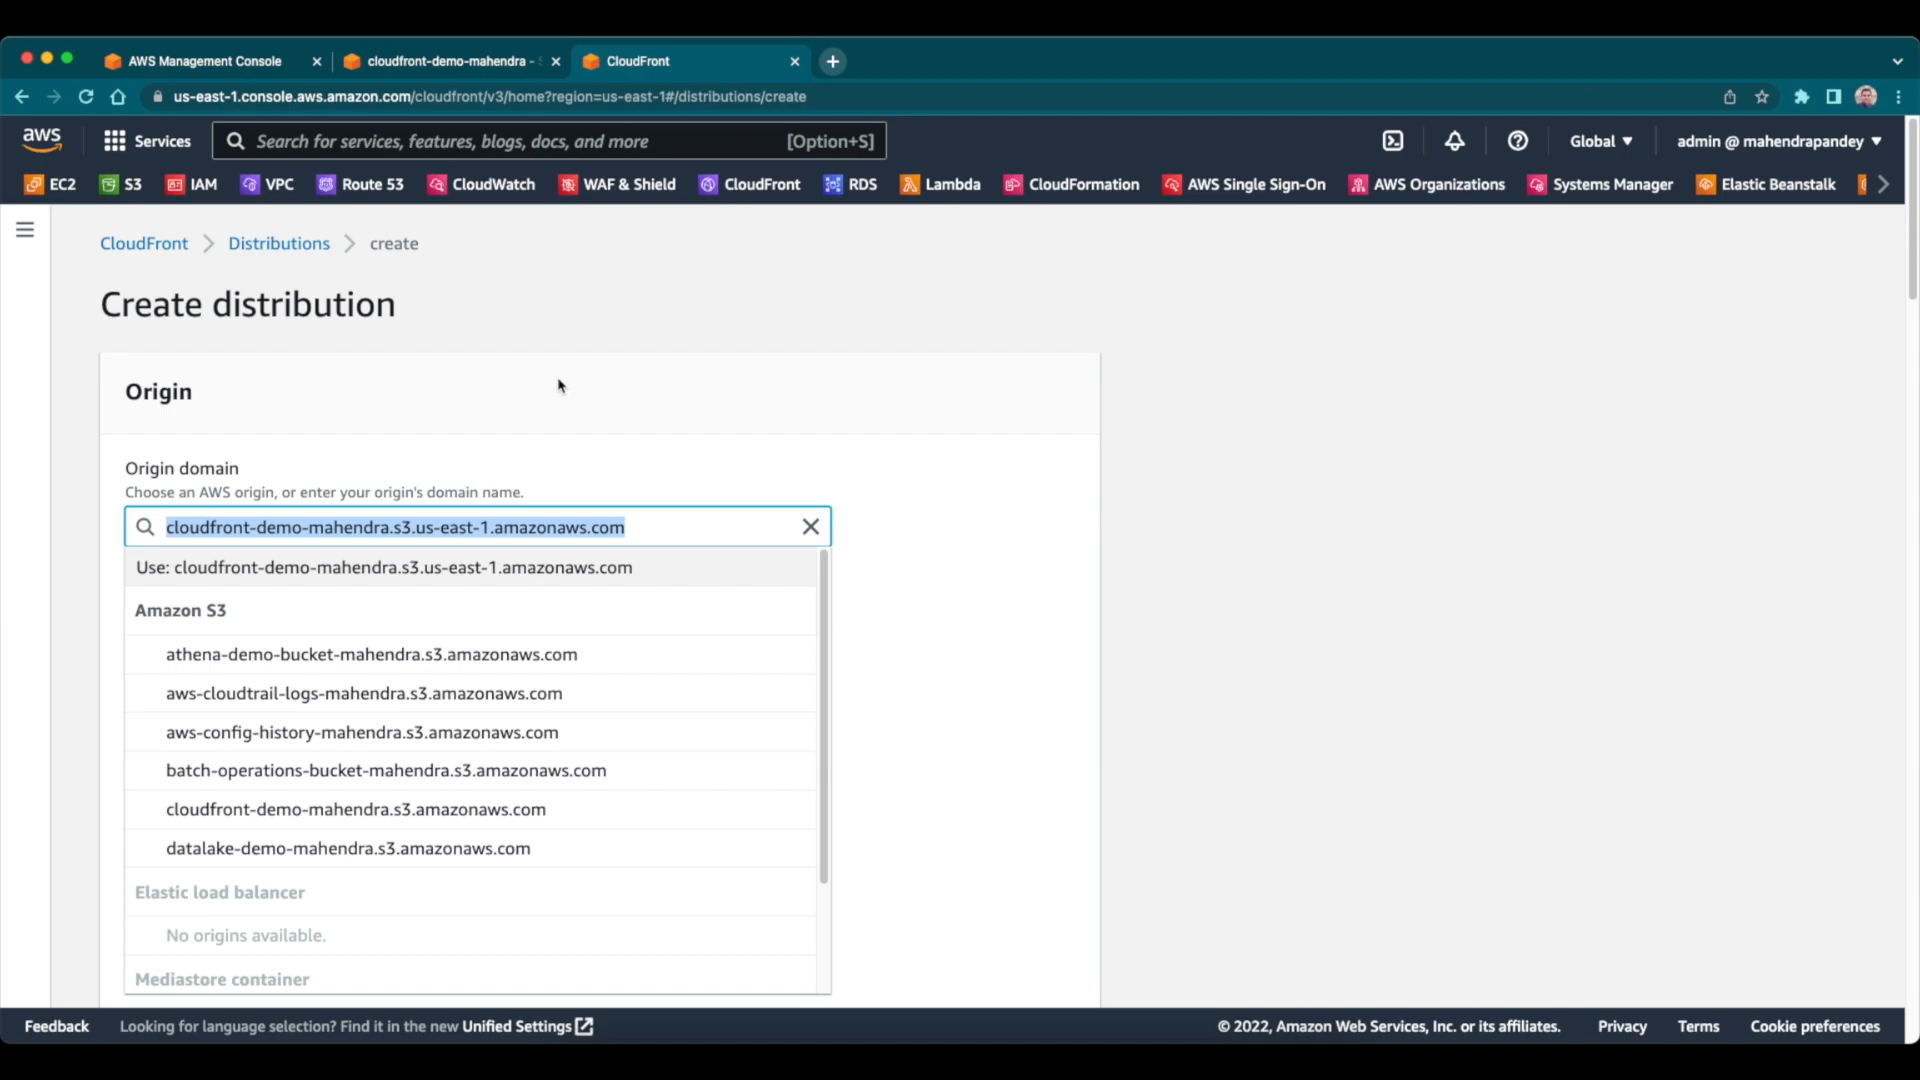 AWS Management Console
cloudfront-demo-mahendra -
CloudFront
us-east-1.console.aws.amazon.com/cloudfront/v3/home?region=us-east-1#/distributions/create
aws
Services
Search for services, features, blogs, docs, and more
[Option+S]
Global
admin @ mahendrapandey
EC2
S3
IAM
VPC
Route 53
CloudWatch
WAF & Shield
CloudFront
RDS
Lambda
CloudFormation
AWS Single Sign-On
AWS Organizations
Systems Manager
Elastic Beanstalk
CloudFront
Distributions
create
Create distribution
Origin
Origin domain
Choose an AWS origin, or enter your origin's domain name.
cloudfront-demo-mahendra.s3.us-east-1.amazonaws.com
Use: cloudfront-demo-mahendra.s3.us-east-1.amazonaws.com
Amazon S3
athena-demo-bucket-mahendra.s3.amazonaws.com
aws-cloudtrail-logs-mahendra.s3.amazonaws.com
aws-config-history-mahendra.s3.amazonaws.com
batch-operations-bucket-mahendra.s3.amazonaws.com
cloudfront-demo-mahendra.s3.amazonaws.com
datalake-demo-mahendra.s3.amazonaws.com
Elastic load balancer
No origins available.
Mediastore container
Feedback
Looking for language selection? Find it in the new Unified Settings
© 2022, Amazon Web Services, Inc. or its affiliates.
Privacy
Terms
Cookie preferences